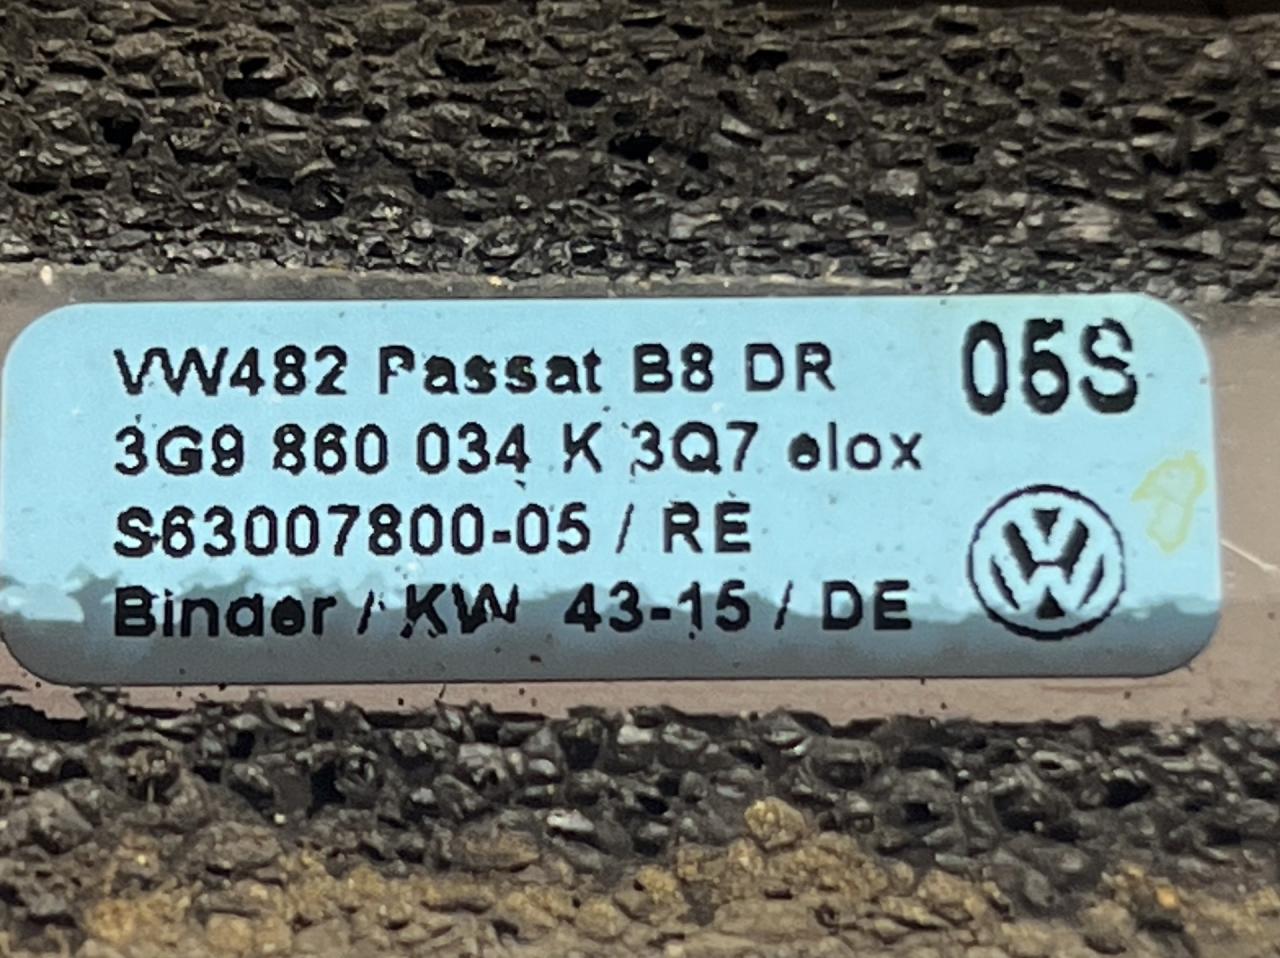 VW482 Passat B8 DR 05S
3G9 860 034 K 3Q7 elox
S63007800-05 / RE
Binder / KW 43-15 / DE